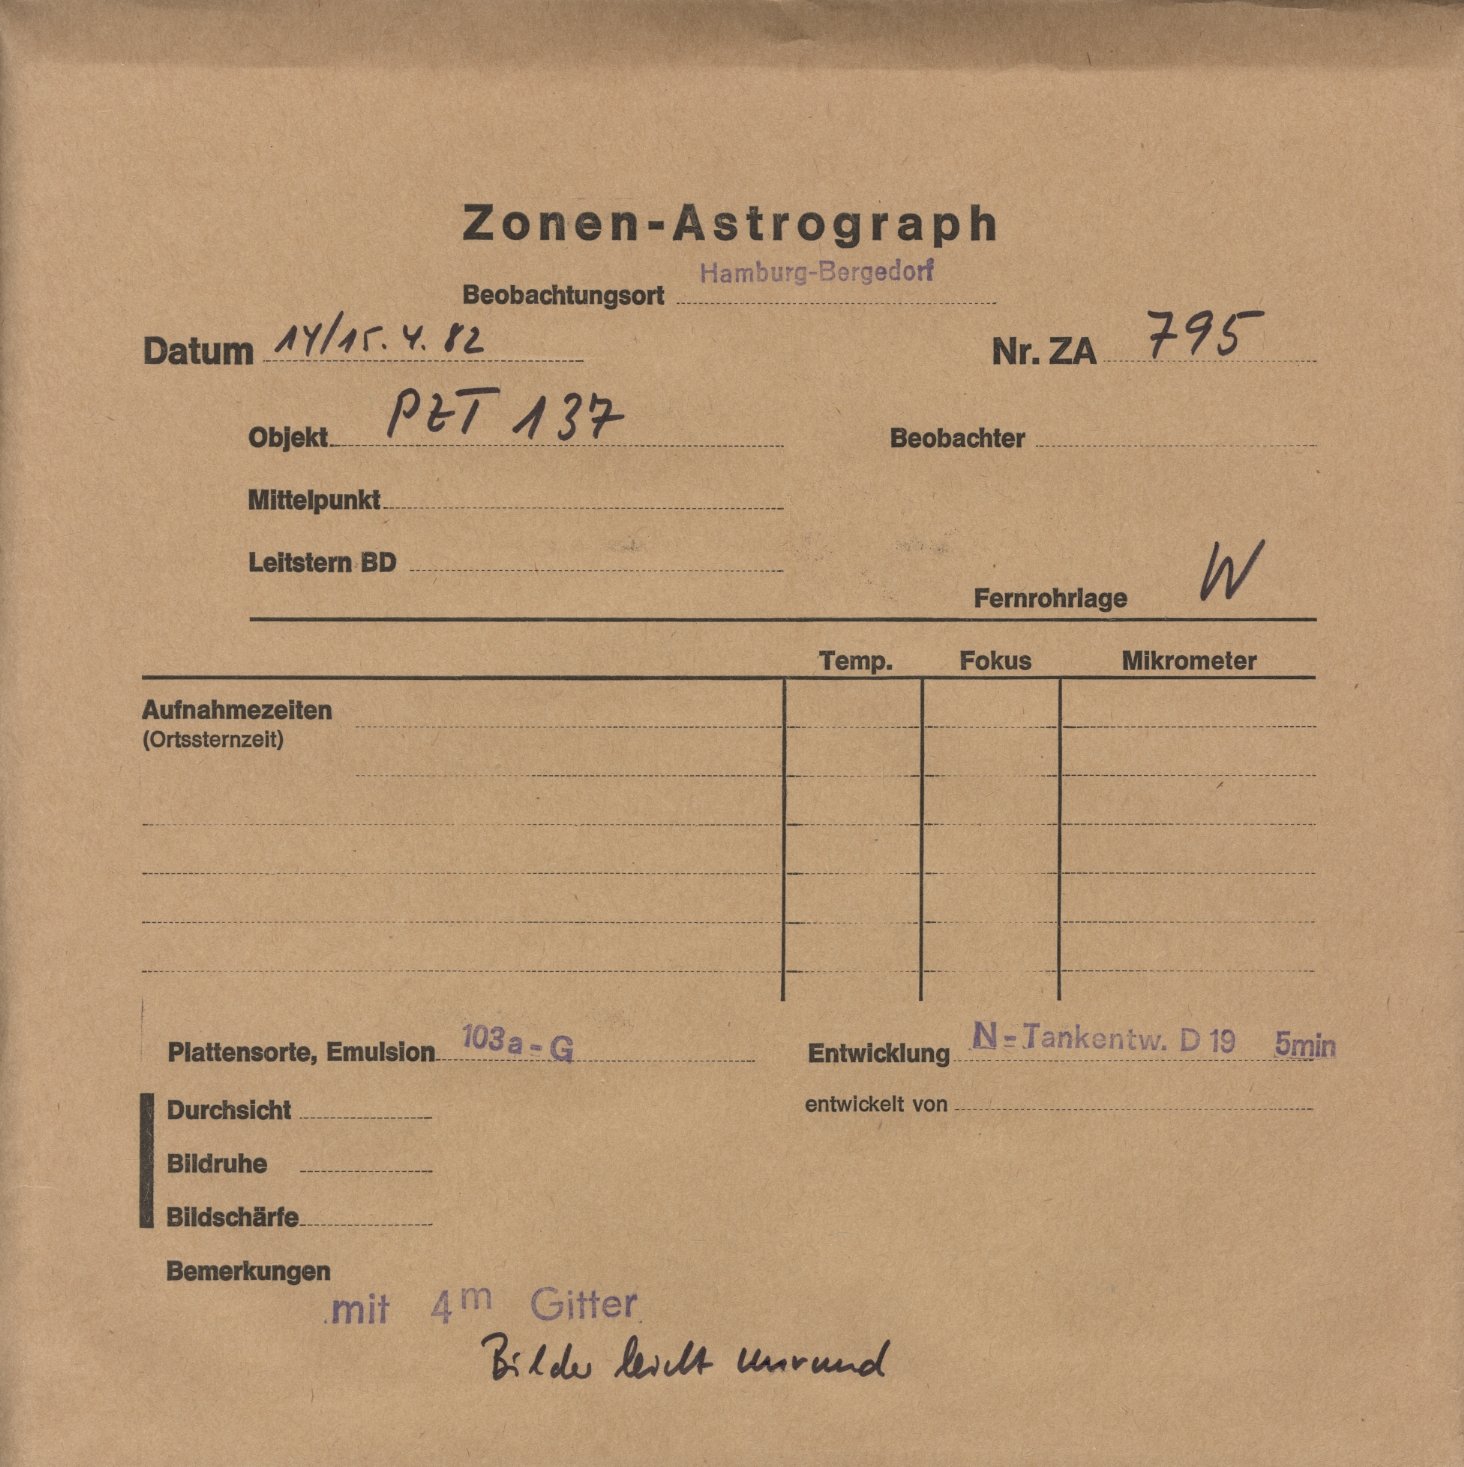 Zonen-Astrograph
Beobachtungsort Hamburg-Bergedorf
Datum 14/15. 4. 82
Nr. ZA 795
Objekt PZT 137
Beobachter
Mittelpunkt
Leitstern BD
Fernrohrlage W
Temp. Fokus Mikrometer
Aufnahmezeiten
(Ortssternzeit)
Plattensorte, Emulsion 103a-G
Entwicklung N-Tankentw. D 19 5min
Durchsicht
entwickelt von
Bildruhe
Bildschärfe
Bemerkungen
mit 4m Gitter
Bilder leicht unrund